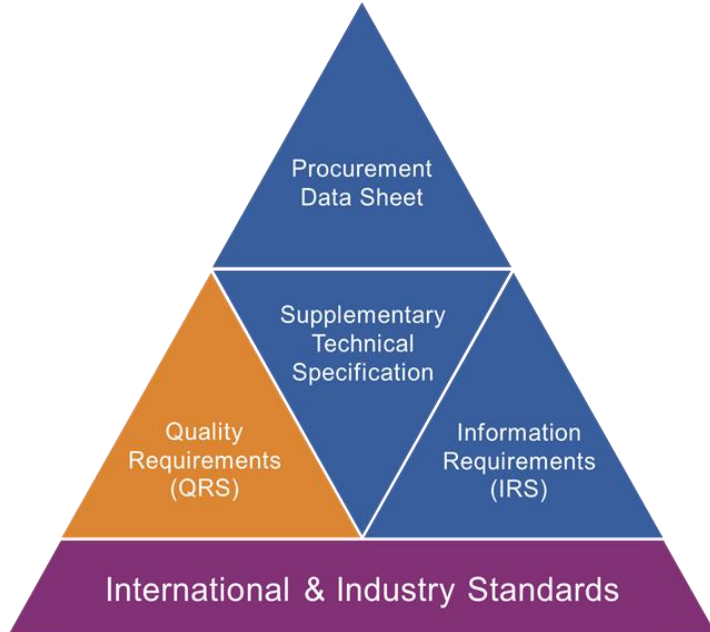 Procurement
Data Sheet
Supplementary
Technical
Specification
Quality
Requirements
(QRS)
Information
Requirements
(IRS)
International & Industry Standards